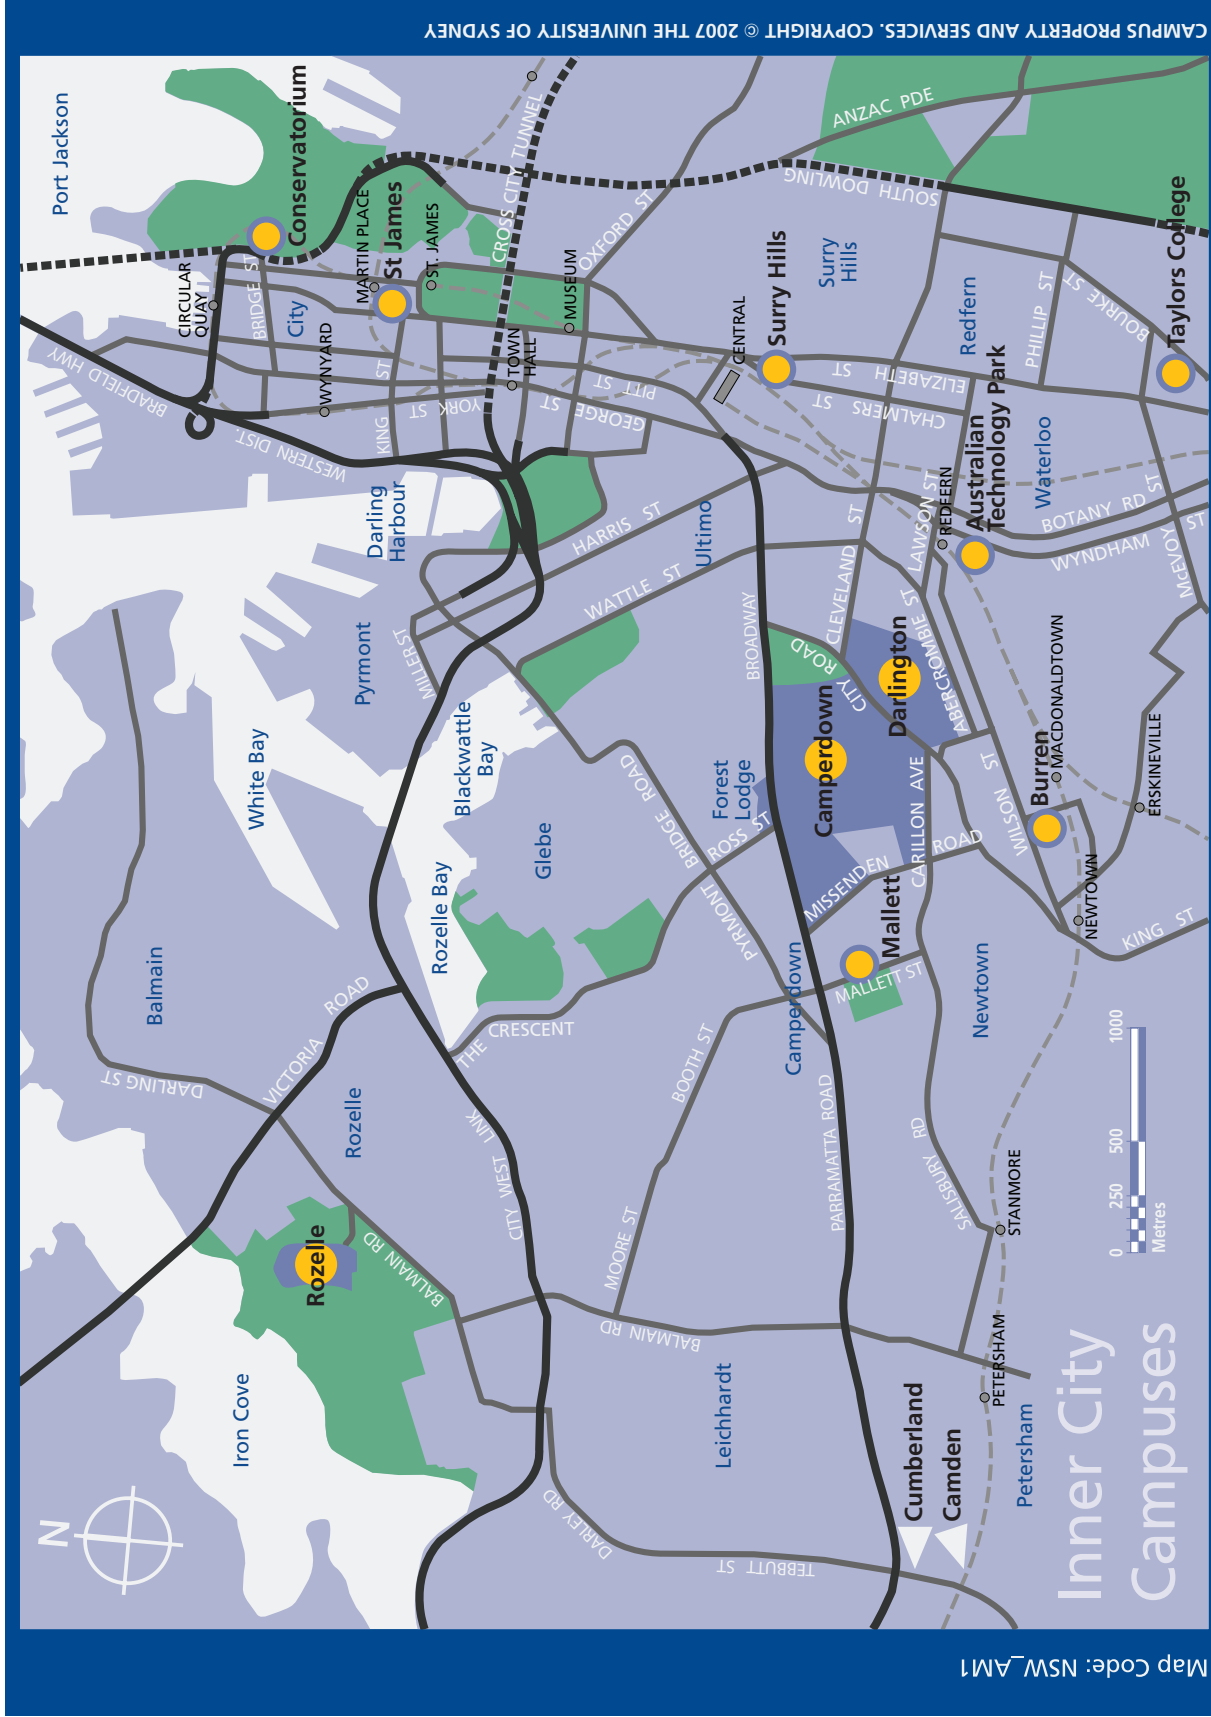 CAMPUS PROPERTY AND SERVICES. COPYRIGHT © 2007 THE UNIVERSITY OF SYDNEY
Map Code: NSW_AM1
Inner City
Campuses
N
Port Jackson
Iron Cove
White Bay
Balmain
Rozelle
Rozelle
Rozelle Bay
Blackwattle
Bay
Glebe
Pyrmont
Darling
Harbour
City
Ultimo
Forest
Lodge
Camperdown
Leichhardt
Petersham
Newtown
Surry
Hills
Redfern
Waterloo
Conservatorium
St James
Surry Hills
Taylors College
Australian
Technology Park
Darlington
Camperdown
Burren
Mallett
Cumberland
Camden
CIRCULAR
QUAY
WYNYARD
MARTIN PLACE
ST. JAMES
MUSEUM
TOWN
HALL
CENTRAL
REDFERN
MACDONALDTOWN
ERSKINEVILLE
NEWTOWN
STANMORE
PETERSHAM
BRADFIELD HWY
WESTERN DIST.
BRIDGE ST
KING ST
YORK ST
GEORGE ST
PITT ST
ELIZABETH ST
CHALMERS ST
CROSS CITY TUNNEL
OXFORD ST
SOUTH DOWLING
ANZAC PDE
PHILLIP ST
BOURKE ST
BOTANY RD
WYNDHAM
McEVOY ST
ST
LAWSON ST
CLEVELAND ST
ABERCROMBIE ST
WILSON ST
CITY ROAD
BROADWAY
HARRIS ST
WATTLE ST
MILLER ST
BRIDGE ROAD
PYRMONT
ROSS ST
MISSENDEN ROAD
CARILLON AVE
KING ST
MALLETT ST
SALISBURY RD
PARRAMATTA ROAD
BOOTH ST
MOORE ST
THE CRESCENT
CITY WEST LINK
VICTORIA ROAD
DARLING ST
BALMAIN RD
BALMAIN RD
DARLEY RD
TEBBUTT ST
0 250 500 1000
Metres